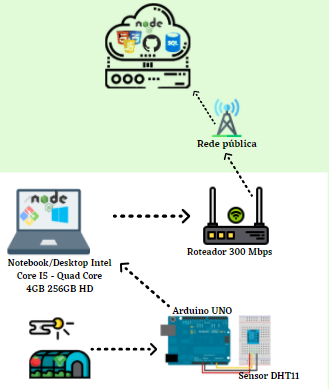 node
SQL
Rede pública
node
Notebook/Desktop Intel
Core I5 - Quad Core
4GB 256GB HD
Roteador 300 Mbps
Arduino UNO
Sensor DHT11